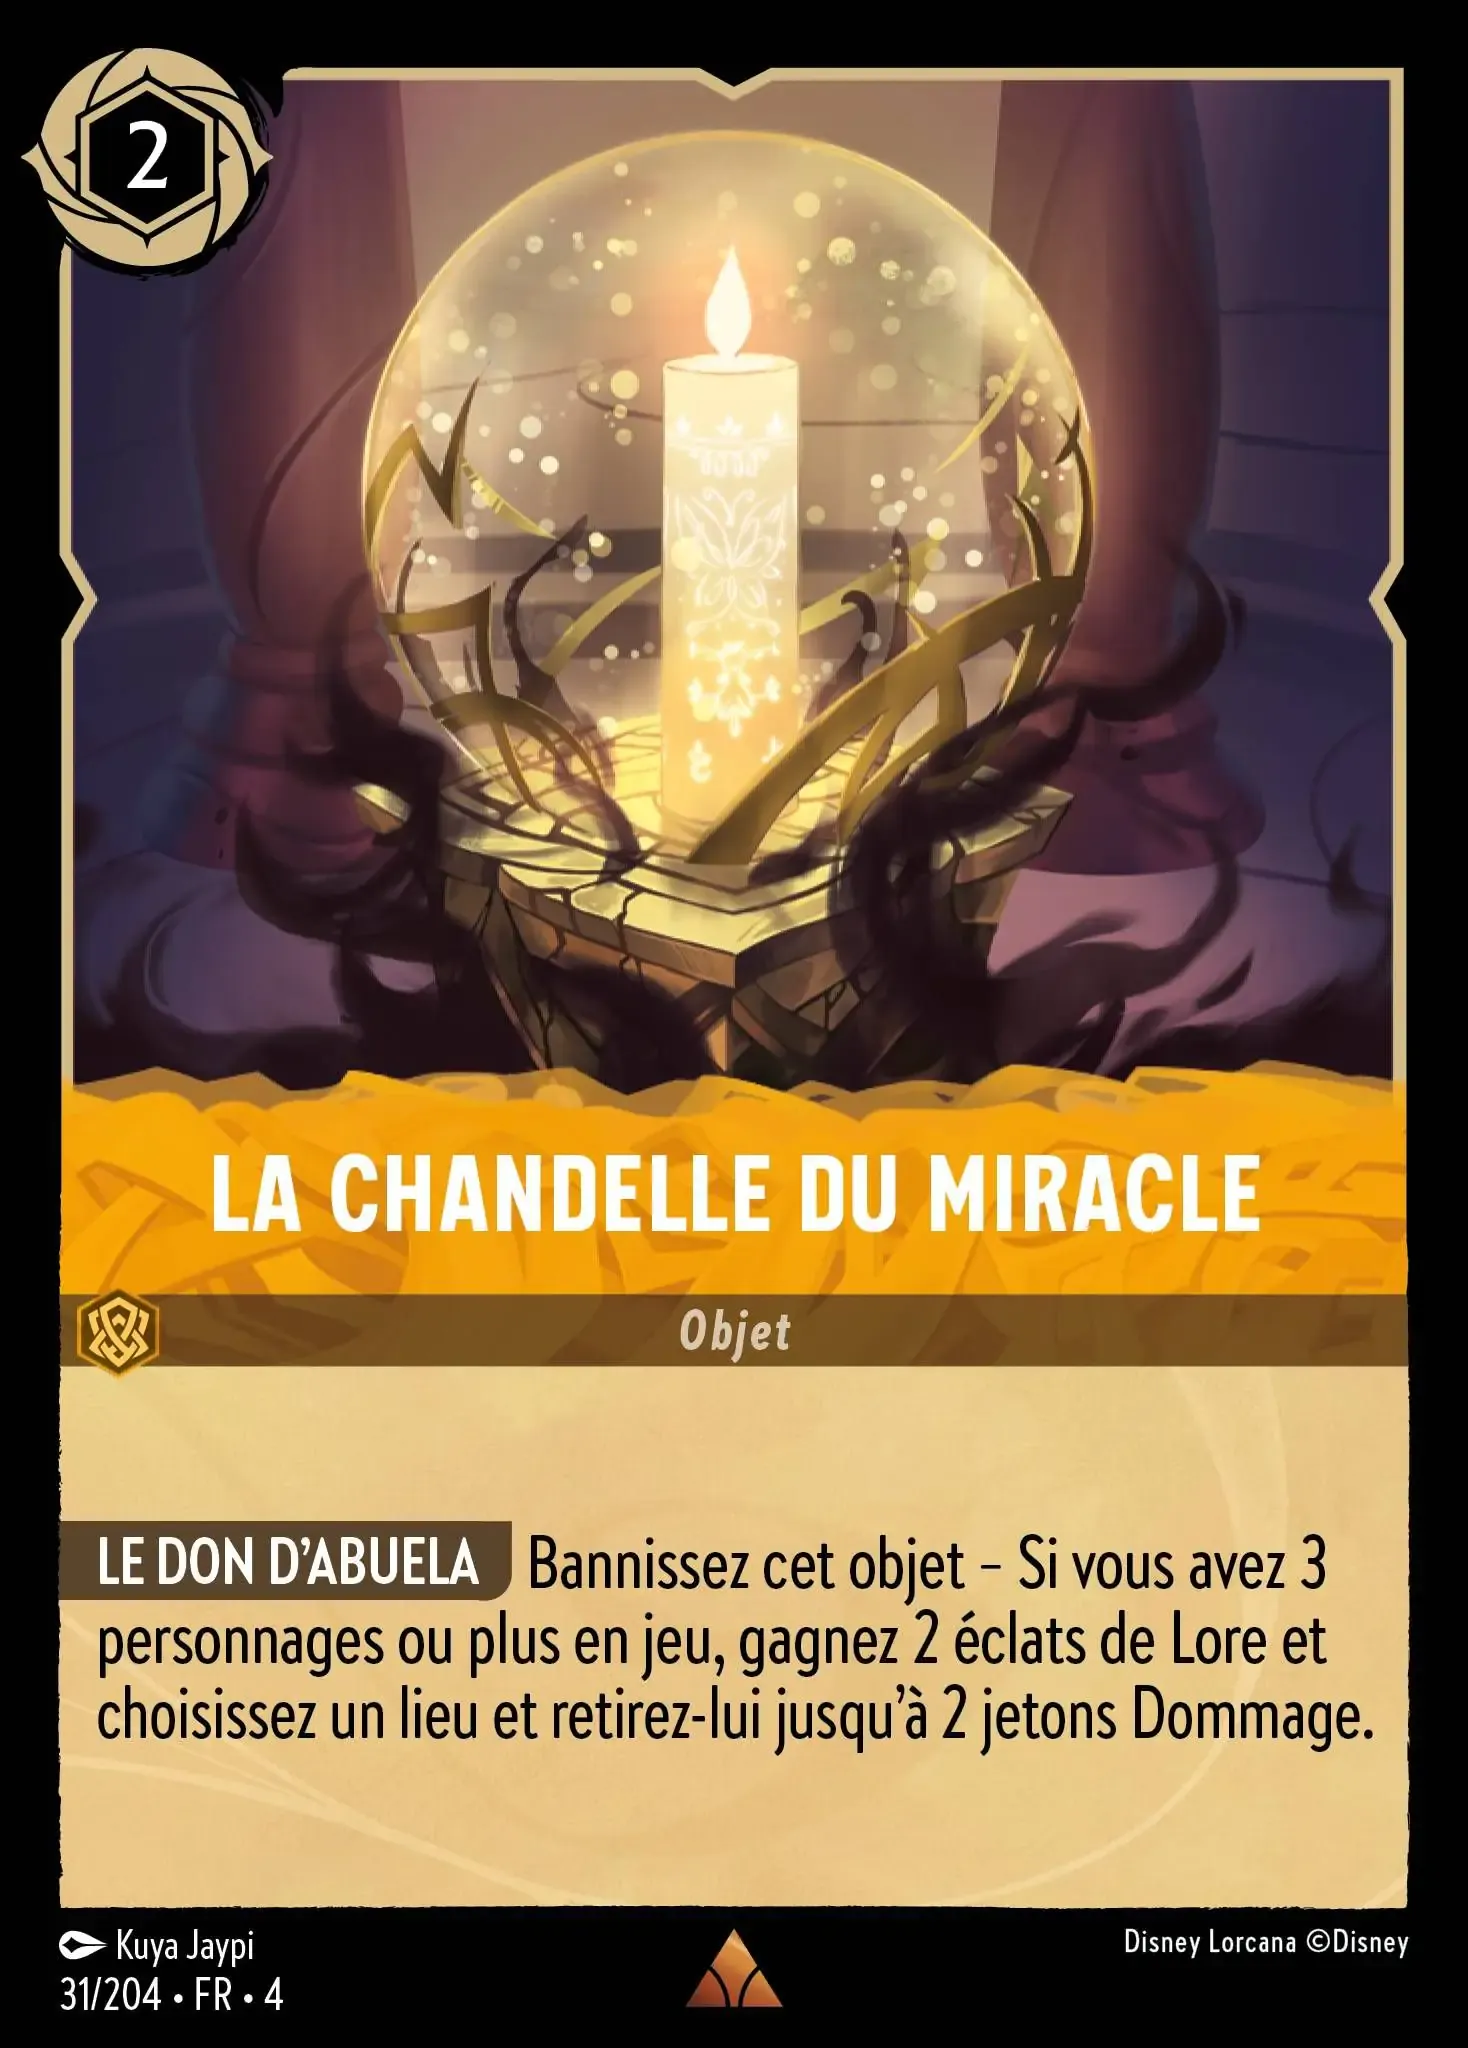 2
LA CHANDELLE DU MIRACLE
Objet
LE DON D’ABUELA Bannissez cet objet – Si vous avez 3
personnages ou plus en jeu, gagnez 2 éclats de Lore et
choisissez un lieu et retirez-lui jusqu’à 2 jetons Dommage.
Kuya Jaypi
Disney Lorcana ©Disney
31/204 • FR • 4